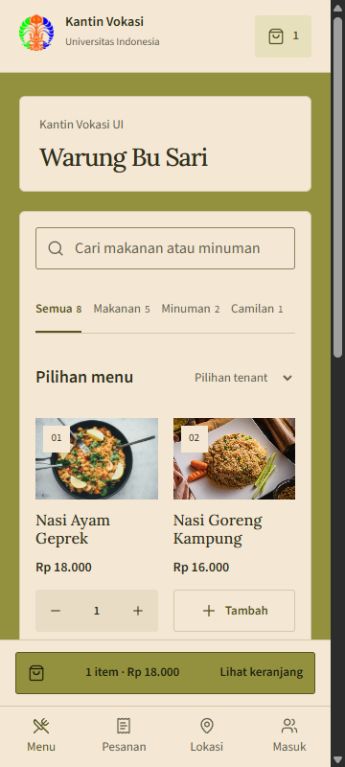 Kantin Vokasi
Universitas Indonesia
1
Kantin Vokasi UI
Warung Bu Sari
Cari makanan atau minuman
Semua 8 Makanan 5 Minuman 2 Camilan 1
Pilihan menu Pilihan tenant
01 02
Nasi Ayam
Geprek
Nasi Goreng
Kampung
Rp 18.000 Rp 16.000
− 1 + + Tambah
1 item · Rp 18.000 Lihat keranjang
Menu Pesanan Lokasi Masuk